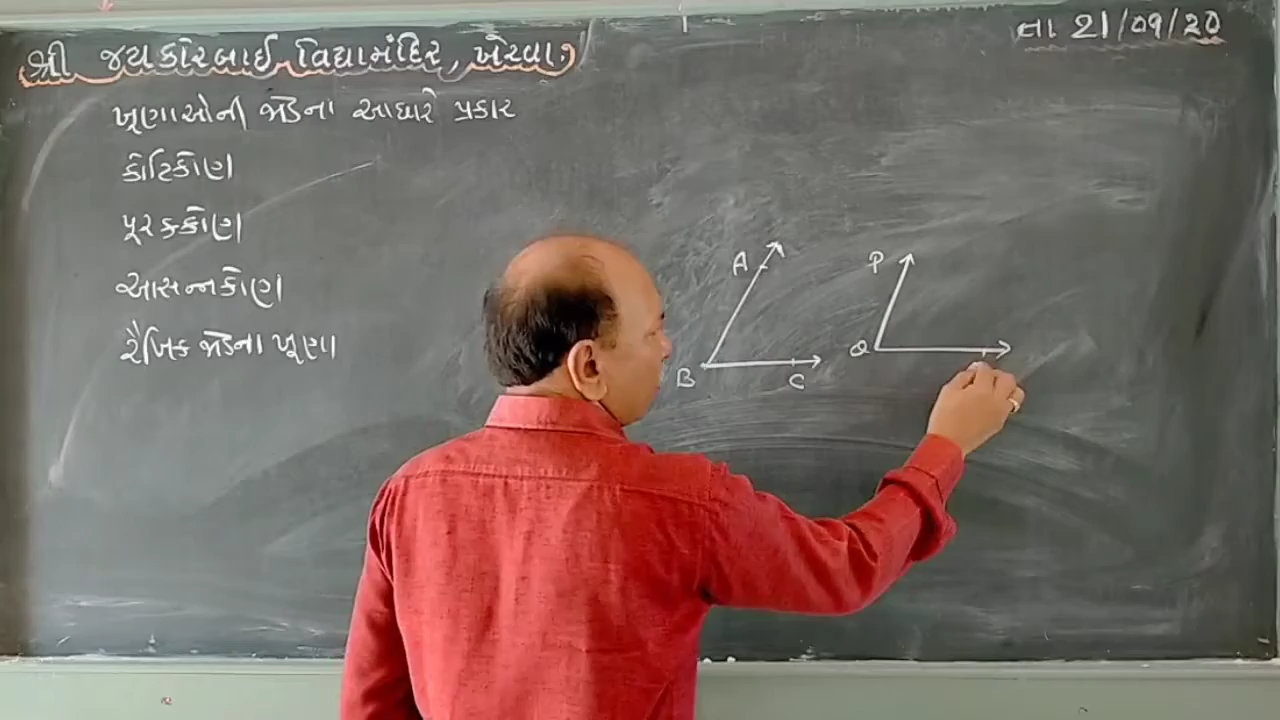 શ્રી જયકોરબાઈ વિદ્યામંદિર, ખેરવા.
તા 21/09/20
ખૂણાઓની જોડના આધારે પ્રકાર
કોટિકોણ
પૂરકકોણ
આસન્નકોણ
રૈખિક જોડના ખૂણા
A
P
B
C
Q